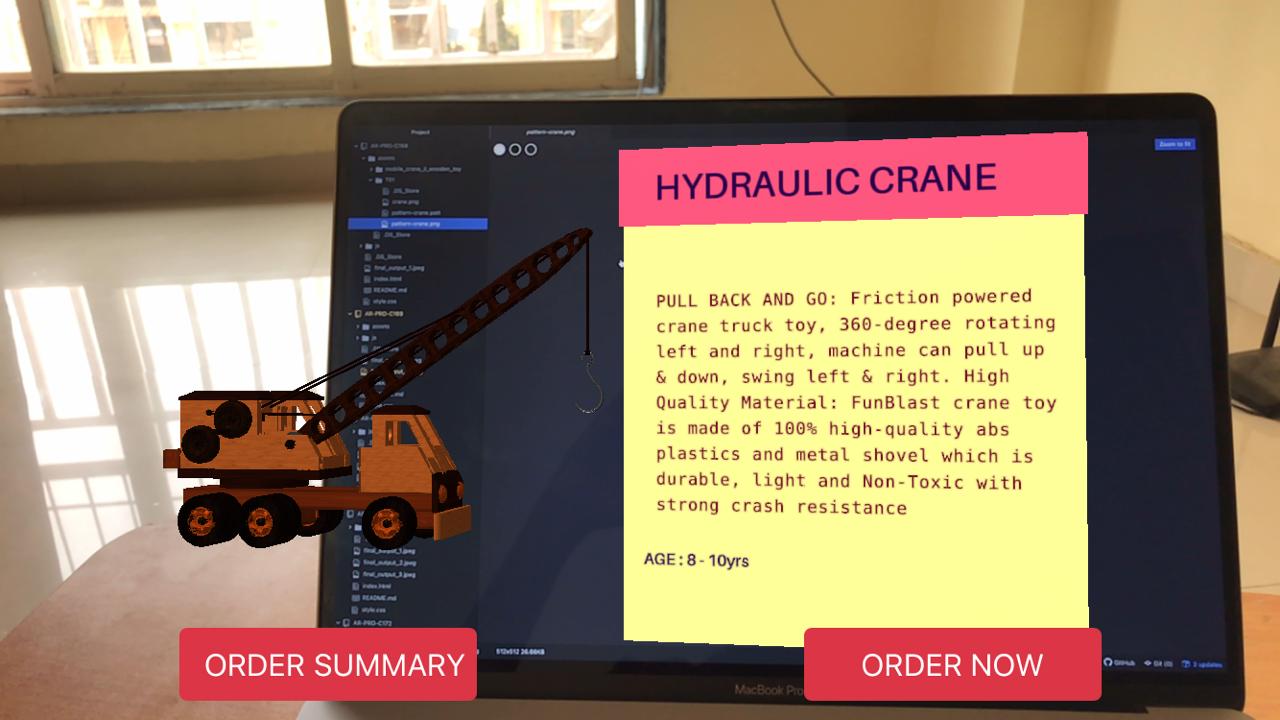 Project
pattern-crane.png
Zoom to fit
AR-PRO-C168
assets
mobile_crane_2_wooden_toy
T01
.DS_Store
crane.png
pattern-crane.patt
pattern-crane.png
.DS_Store
js
.DS_Store
final_output_1.jpeg
index.html
README.md
style.css
AR-PRO-C169
assets
js
HYDRAULIC CRANE
PULL BACK AND GO: Friction powered
crane truck toy, 360-degree rotating
left and right, machine can pull up
& down, swing left & right. High
Quality Material: FunBlast crane toy
is made of 100% high-quality abs
plastics and metal shovel which is
durable, light and Non-Toxic with
strong crash resistance
AGE : 8 - 10yrs
final_output_1.jpeg
final_output_2.jpeg
final_output_3.jpeg
index.html
README.md
style.css
AR-PRO-C172
512x512 26.66KB
GitHub
Git (0)
2 updates
ORDER SUMMARY
ORDER NOW
MacBook Pro